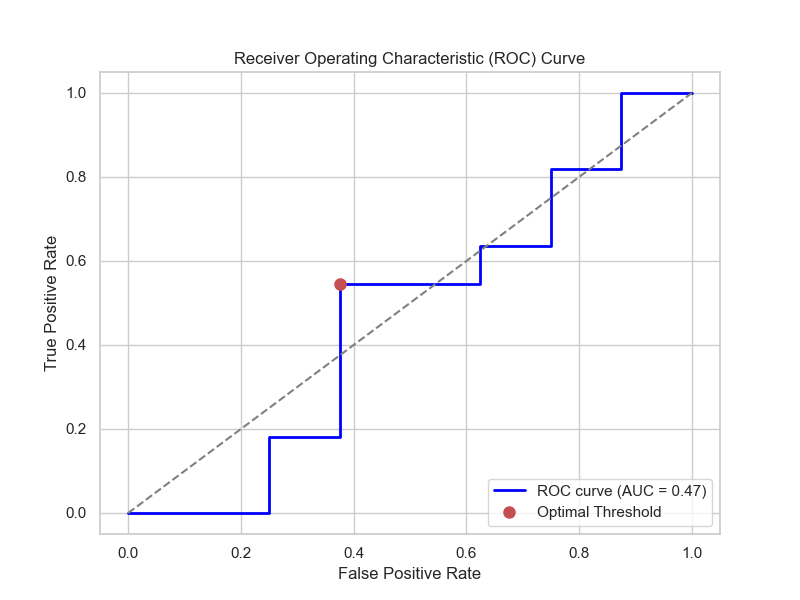 Receiver Operating Characteristic (ROC) Curve
True Positive Rate
1.0
0.8
0.6
0.4
0.2
0.0
ROC curve (AUC = 0.47)
Optimal Threshold
0.0 0.2 0.4 0.6 0.8 1.0
False Positive Rate